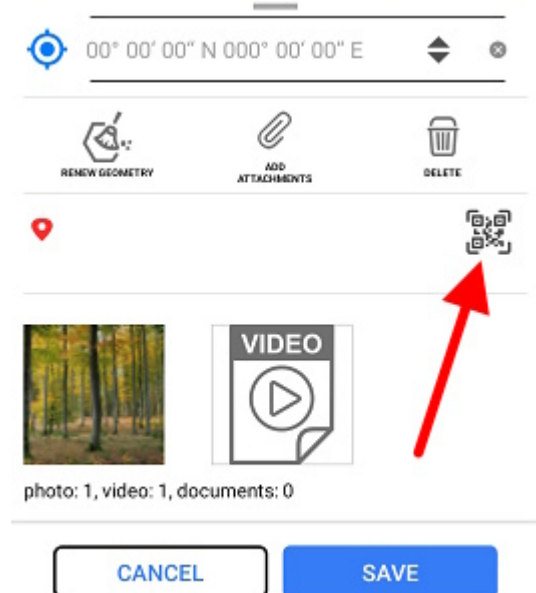 00° 00′ 00″ N 000° 00′ 00″ E
RENEW GEOMETRY
ADD
ATTACHMENTS
DELETE
VIDEO
photo: 1, video: 1, documents: 0
CANCEL
SAVE